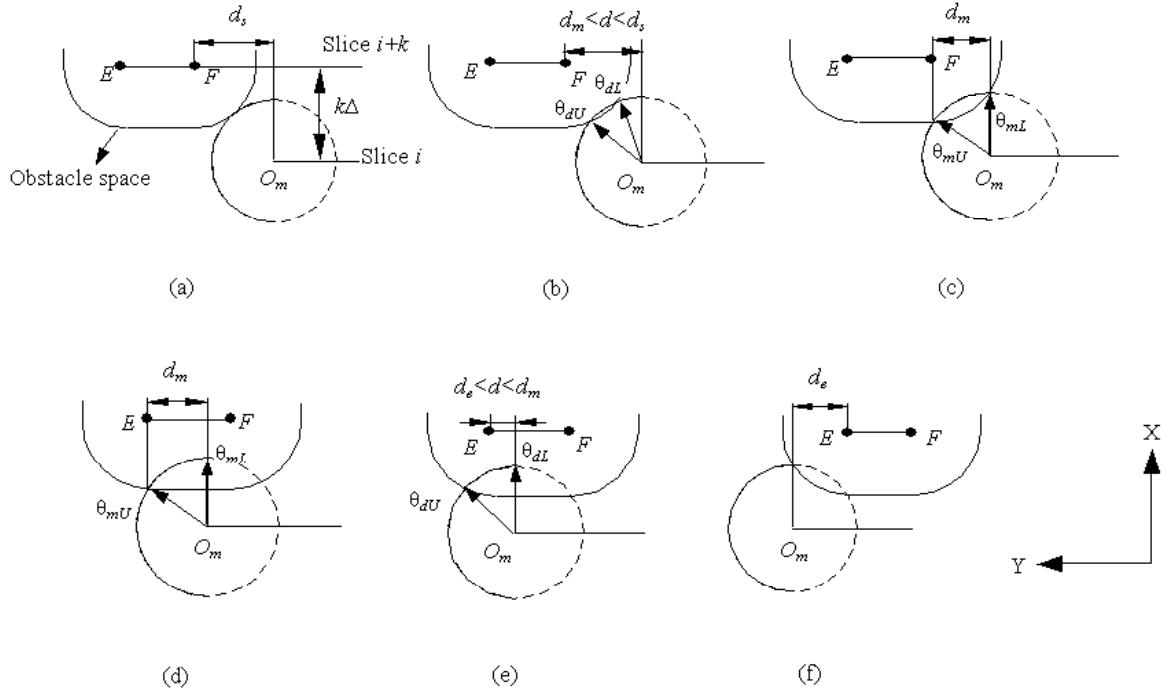 d_s
Slice i+k
E
F
kΔ
Slice i
O_m
Obstacle space
(a)
d_m<d<d_s
E
F
θ_dL
θ_dU
O_m
(b)
d_m
E
F
θ_mL
θ_mU
O_m
(c)
d_m
E
F
θ_mL
θ_mU
O_m
(d)
d_e<d<d_m
E
F
θ_dL
θ_dU
O_m
(e)
d_e
E
F
O_m
(f)
X
Y